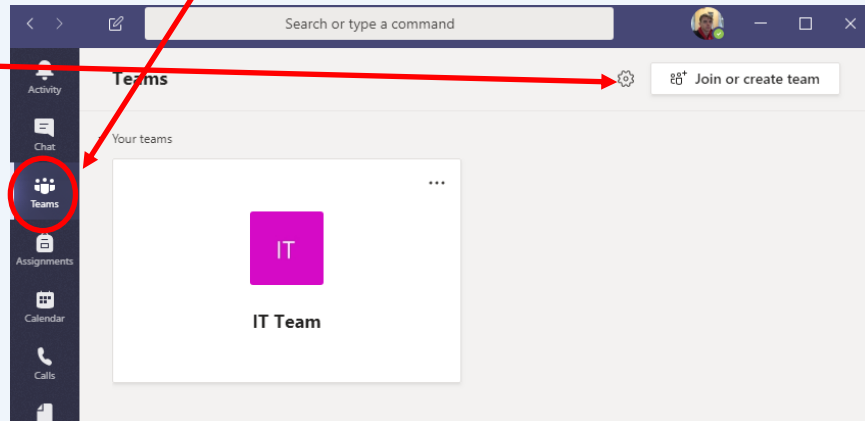 Search or type a command
Activity
Teams
Join or create team
Chat
Your teams
Teams
IT
Assignments
IT Team
Calendar
Calls